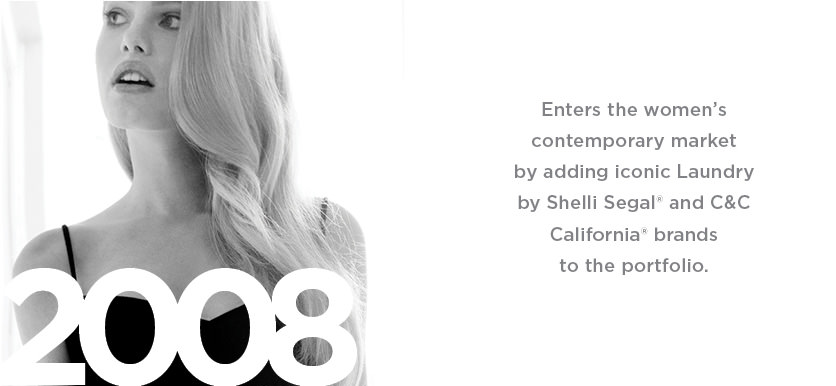 2008
Enters the women’s
contemporary market
by adding iconic Laundry
by Shelli Segal® and C&C
California® brands
to the portfolio.